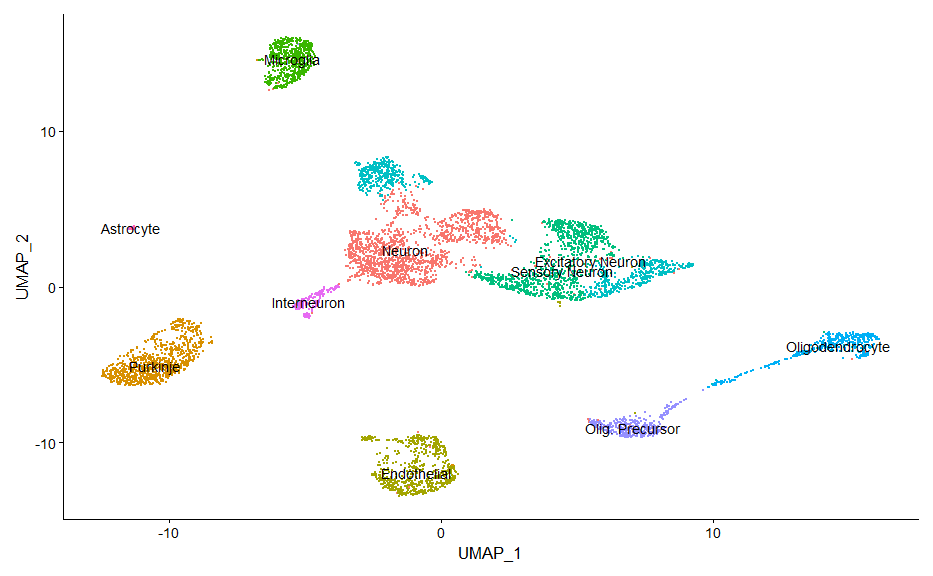 Microglia
10
Astrocyte
UMAP_2
Neuron
Excitatory Neuron
Sensory Neuron
0
Interneuron
Oligodendrocyte
Purkinje
Olig. Precursor
-10
Endothelial
-10
0
10
UMAP_1